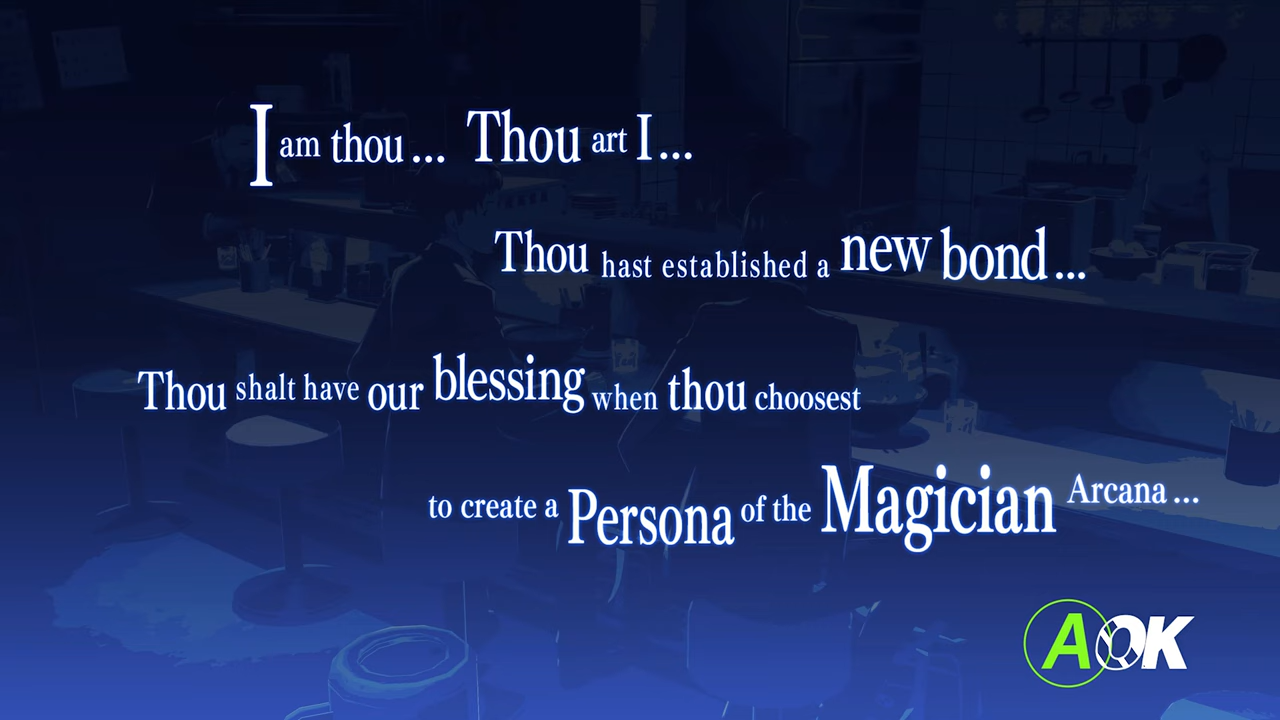 I am thou... Thou art I...
Thou hast established a new bond...
Thou shalt have our blessing when thou choosest
to create a Persona of the Magician Arcana...
A OK